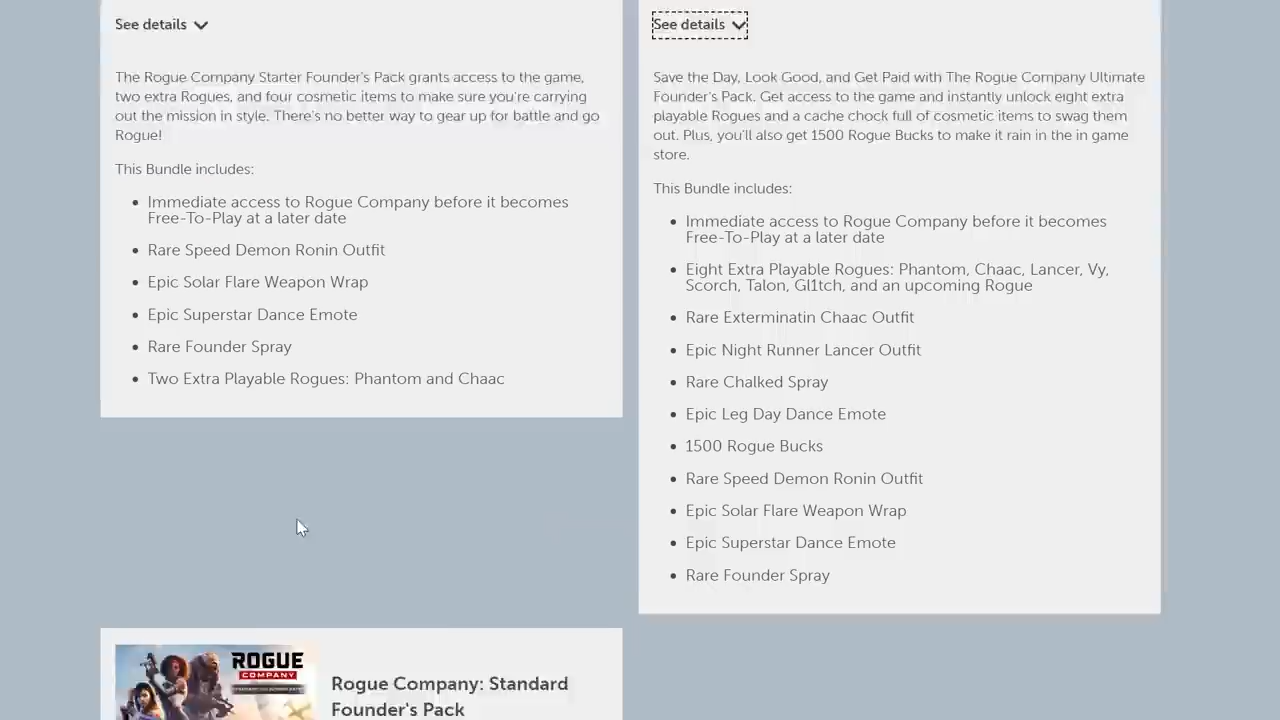 See details
The Rogue Company Starter Founder's Pack grants access to the game,
two extra Rogues, and four cosmetic items to make sure you're carrying
out the mission in style. There's no better way to gear up for battle and go
Rogue!
This Bundle includes:
Immediate access to Rogue Company before it becomes
Free-To-Play at a later date
Rare Speed Demon Ronin Outfit
Epic Solar Flare Weapon Wrap
Epic Superstar Dance Emote
Rare Founder Spray
Two Extra Playable Rogues: Phantom and Chaac
See details
Save the Day, Look Good, and Get Paid with The Rogue Company Ultimate
Founder's Pack. Get access to the game and instantly unlock eight extra
playable Rogues and a cache chock full of cosmetic items to swag them
out. Plus, you'll also get 1500 Rogue Bucks to make it rain in the in game
store.
This Bundle includes:
Immediate access to Rogue Company before it becomes
Free-To-Play at a later date
Eight Extra Playable Rogues: Phantom, Chaac, Lancer, Vy,
Scorch, Talon, Gl1tch, and an upcoming Rogue
Rare Exterminatin Chaac Outfit
Epic Night Runner Lancer Outfit
Rare Chalked Spray
Epic Leg Day Dance Emote
1500 Rogue Bucks
Rare Speed Demon Ronin Outfit
Epic Solar Flare Weapon Wrap
Epic Superstar Dance Emote
Rare Founder Spray
ROGUE
COMPANY
Rogue Company: Standard
Founder's Pack